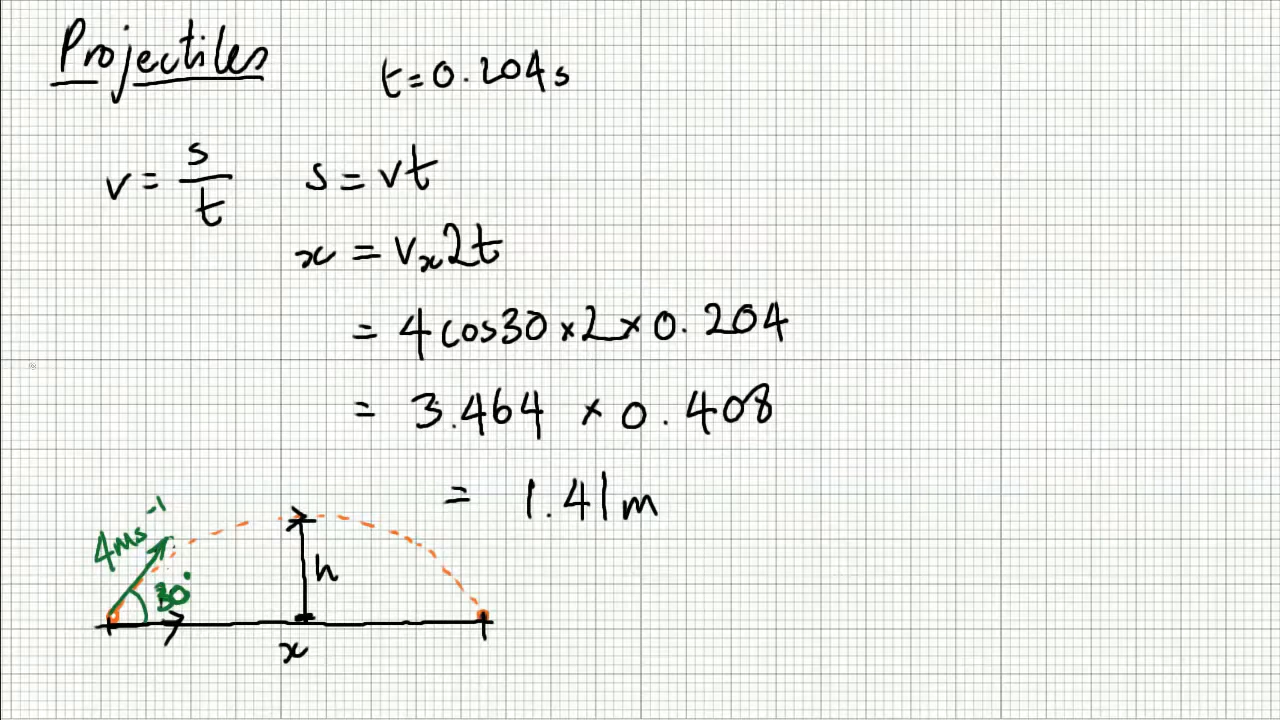 Projectiles
t = 0.204s
v = s/t
s = vt
x = vₓ2t
= 4cos30 × 2 × 0.204
= 3.464 × 0.408
= 1.41m
4ms⁻¹
30°
h
x